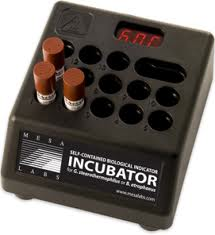 SELF-CONTAINED BIOLOGICAL INDICATOR
INCUBATOR
for G. stearothermophilus or B. atrophaeus
MESA
LABS
www.mesalabs.com